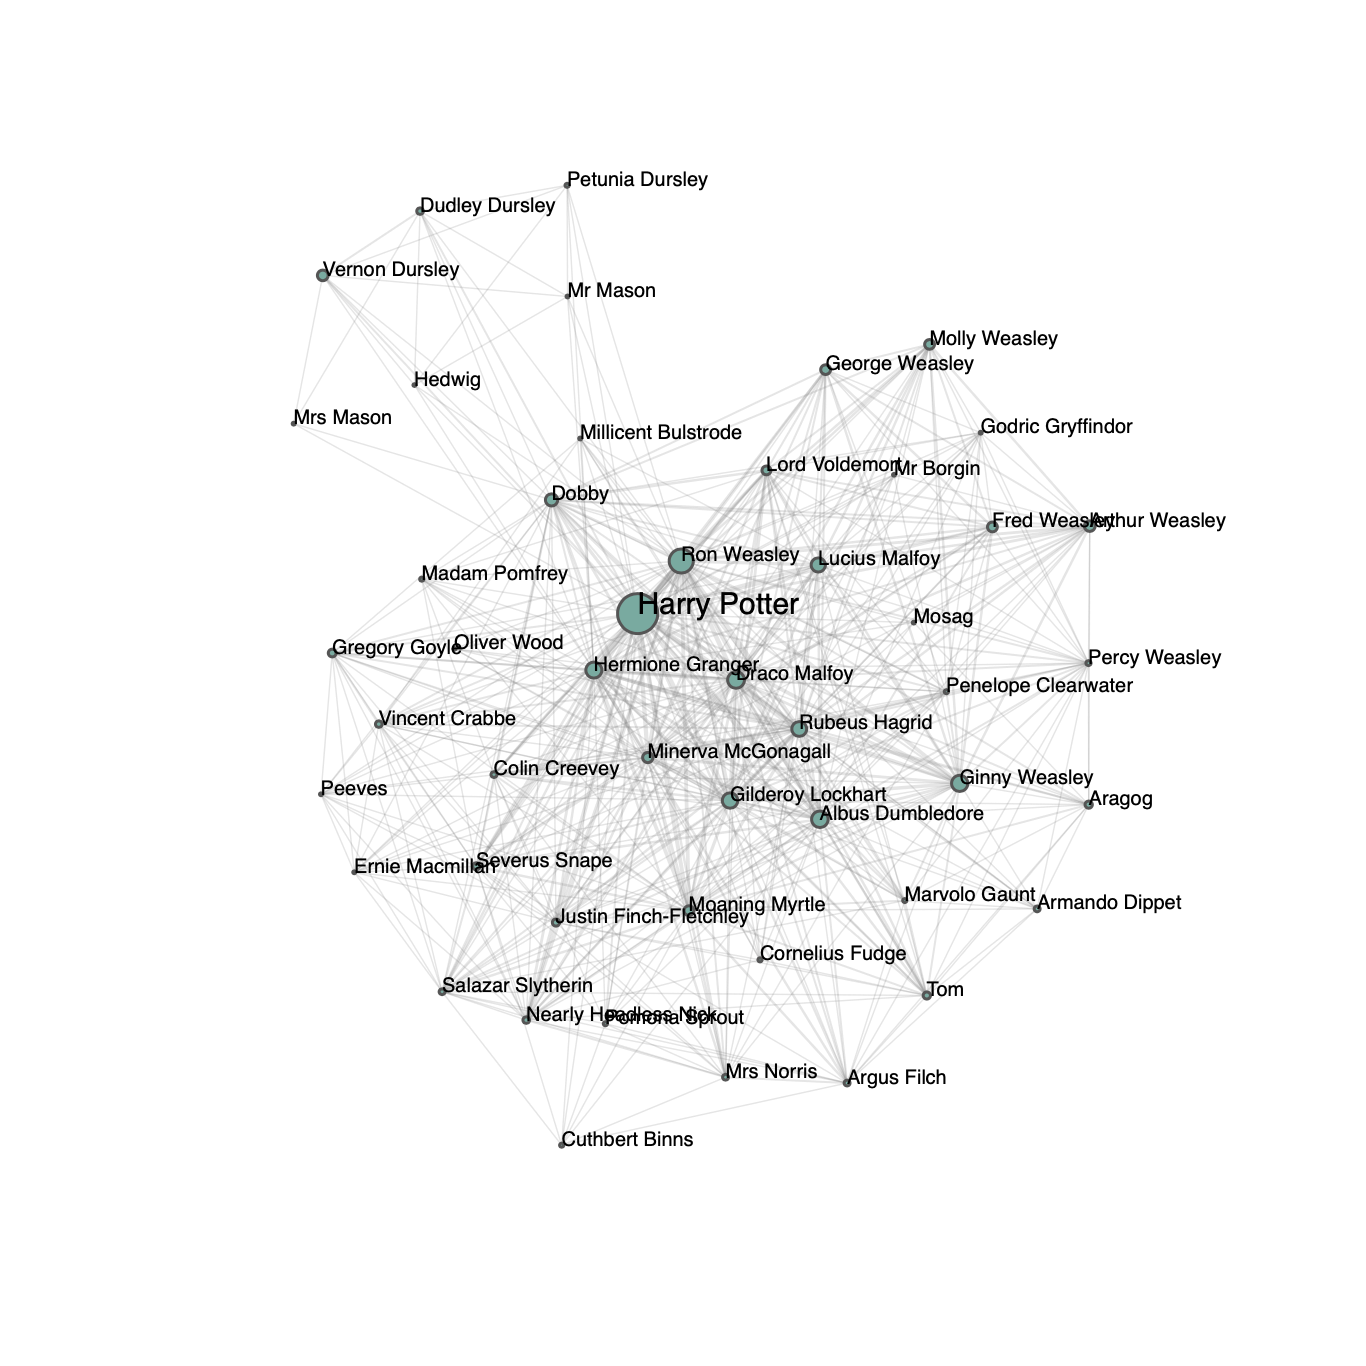 Petunia Dursley
Dudley Dursley
Vernon Dursley
Mr Mason
Molly Weasley
George Weasley
Hedwig
Mrs Mason
Godric Gryffindor
Millicent Bulstrode
Lord Voldemort
Mr Borgin
Dobby
Fred Weasley
Arthur Weasley
Ron Weasley
Lucius Malfoy
Madam Pomfrey
Harry Potter
Mosag
Oliver Wood
Gregory Goyle
Percy Weasley
Hermione Granger
Draco Malfoy
Penelope Clearwater
Vincent Crabbe
Rubeus Hagrid
Minerva McGonagall
Colin Creevey
Ginny Weasley
Peeves
Gilderoy Lockhart
Aragog
Albus Dumbledore
Severus Snape
Ernie Macmillan
Marvolo Gaunt
Armando Dippet
Moaning Myrtle
Justin Finch-Fletchley
Cornelius Fudge
Salazar Slytherin
Tom
Nearly Headless Nick
Pomona Sprout
Mrs Norris
Argus Filch
Cuthbert Binns